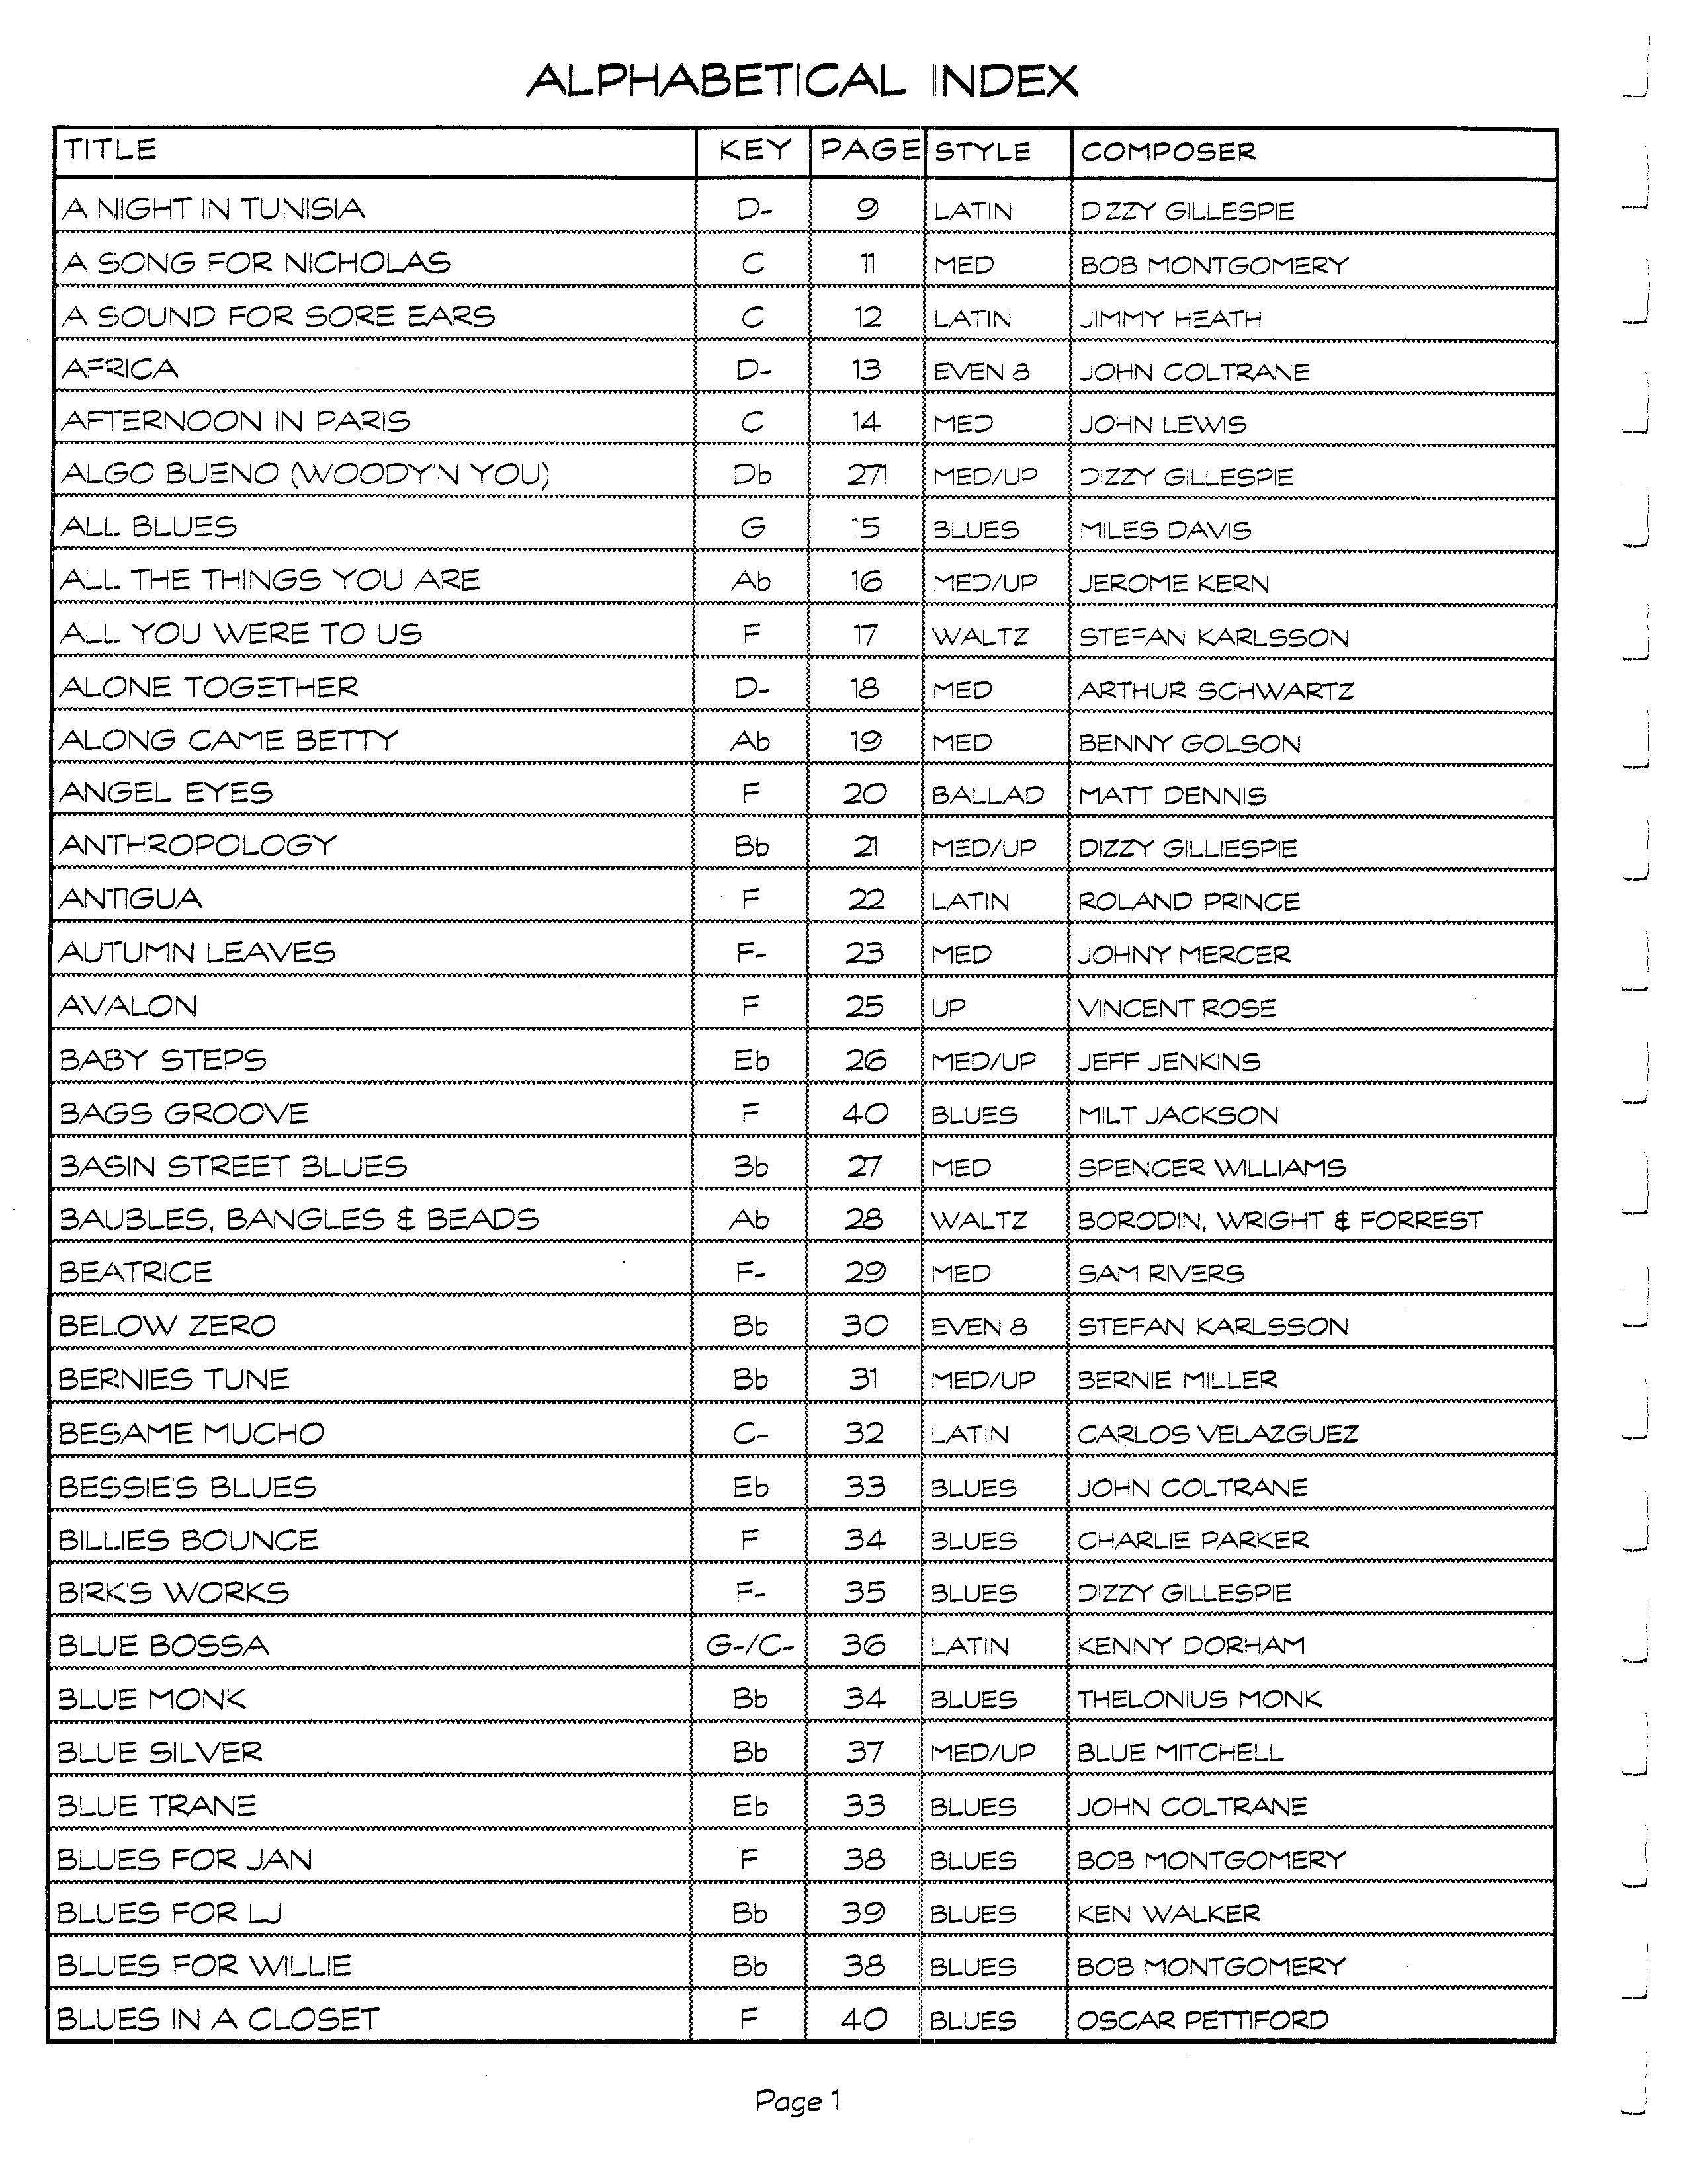 ALPHABETICAL INDEX
TITLE KEY PAGE STYLE COMPOSER
A NIGHT IN TUNISIA D- 9 LATIN DIZZY GILLESPIE
A SONG FOR NICHOLAS C 11 MED BOB MONTGOMERY
A SOUND FOR SORE EARS C 12 LATIN JIMMY HEATH
AFRICA D- 13 EVEN 8 JOHN COLTRANE
AFTERNOON IN PARIS C 14 MED JOHN LEWIS
ALGO BUENO (WOODY'N YOU) Db 271 MED/UP DIZZY GILLESPIE
ALL BLUES G 15 BLUES MILES DAVIS
ALL THE THINGS YOU ARE Ab 16 MED/UP JEROME KERN
ALL YOU WERE TO US F 17 WALTZ STEFAN KARLSSON
ALONE TOGETHER D- 18 MED ARTHUR SCHWARTZ
ALONG CAME BETTY Ab 19 MED BENNY GOLSON
ANGEL EYES F 20 BALLAD MATT DENNIS
ANTHROPOLOGY Bb 21 MED/UP DIZZY GILLIESPIE
ANTIGUA F 22 LATIN ROLAND PRINCE
AUTUMN LEAVES F- 23 MED JOHNY MERCER
AVALON F 25 UP VINCENT ROSE
BABY STEPS Eb 26 MED/UP JEFF JENKINS
BAGS GROOVE F 40 BLUES MILT JACKSON
BASIN STREET BLUES Bb 27 MED SPENCER WILLIAMS
BAUBLES, BANGLES & BEADS Ab 28 WALTZ BORODIN, WRIGHT & FORREST
BEATRICE F- 29 MED SAM RIVERS
BELOW ZERO Bb 30 EVEN 8 STEFAN KARLSSON
BERNIES TUNE Bb 31 MED/UP BERNIE MILLER
BESAME MUCHO C- 32 LATIN CARLOS VELAZGUEZ
BESSIE'S BLUES Eb 33 BLUES JOHN COLTRANE
BILLIES BOUNCE F 34 BLUES CHARLIE PARKER
BIRK'S WORKS F- 35 BLUES DIZZY GILLESPIE
BLUE BOSSA G-/C- 36 LATIN KENNY DORHAM
BLUE MONK Bb 34 BLUES THELONIUS MONK
BLUE SILVER Bb 37 MED/UP BLUE MITCHELL
BLUE TRANE Eb 33 BLUES JOHN COLTRANE
BLUES FOR JAN F 38 BLUES BOB MONTGOMERY
BLUES FOR LJ Bb 39 BLUES KEN WALKER
BLUES FOR WILLIE Bb 38 BLUES BOB MONTGOMERY
BLUES IN A CLOSET F 40 BLUES OSCAR PETTIFORD
Page 1